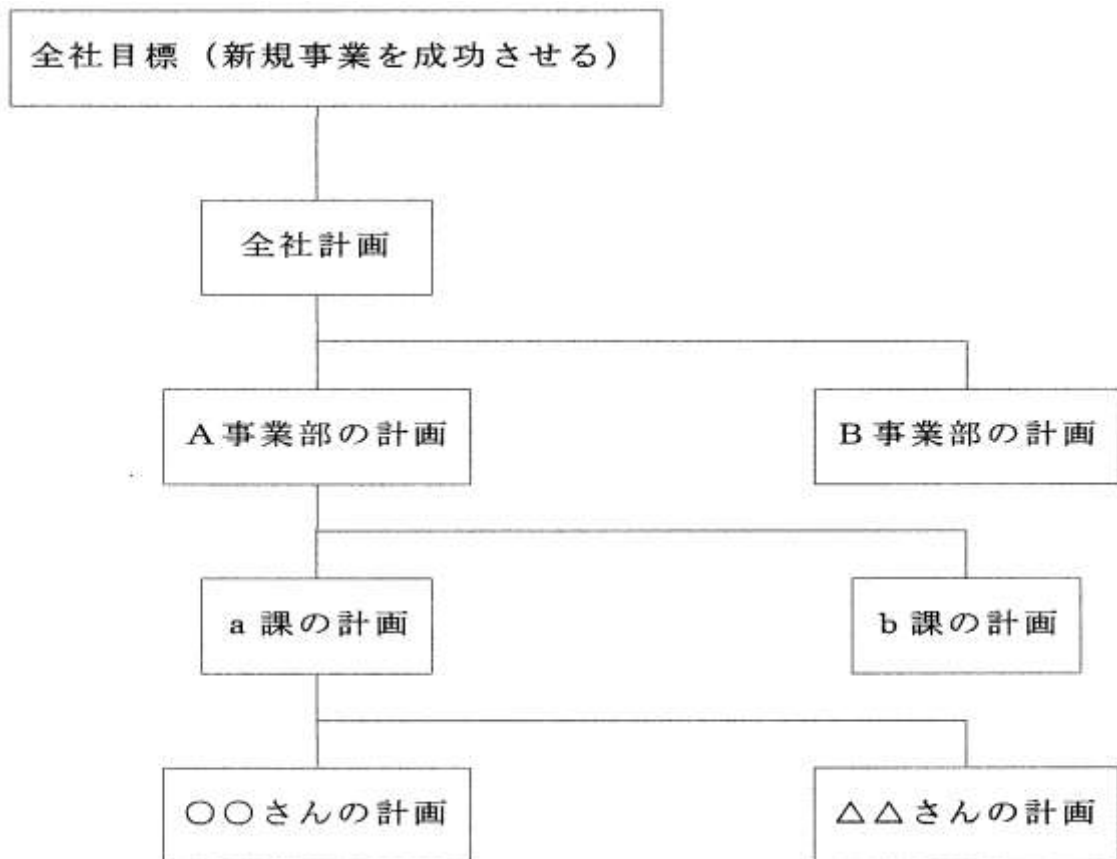 全社目標（新規事業を成功させる）
全社計画
A事業部の計画
B事業部の計画
a 課の計画
b 課の計画
○○さんの計画
△△さんの計画